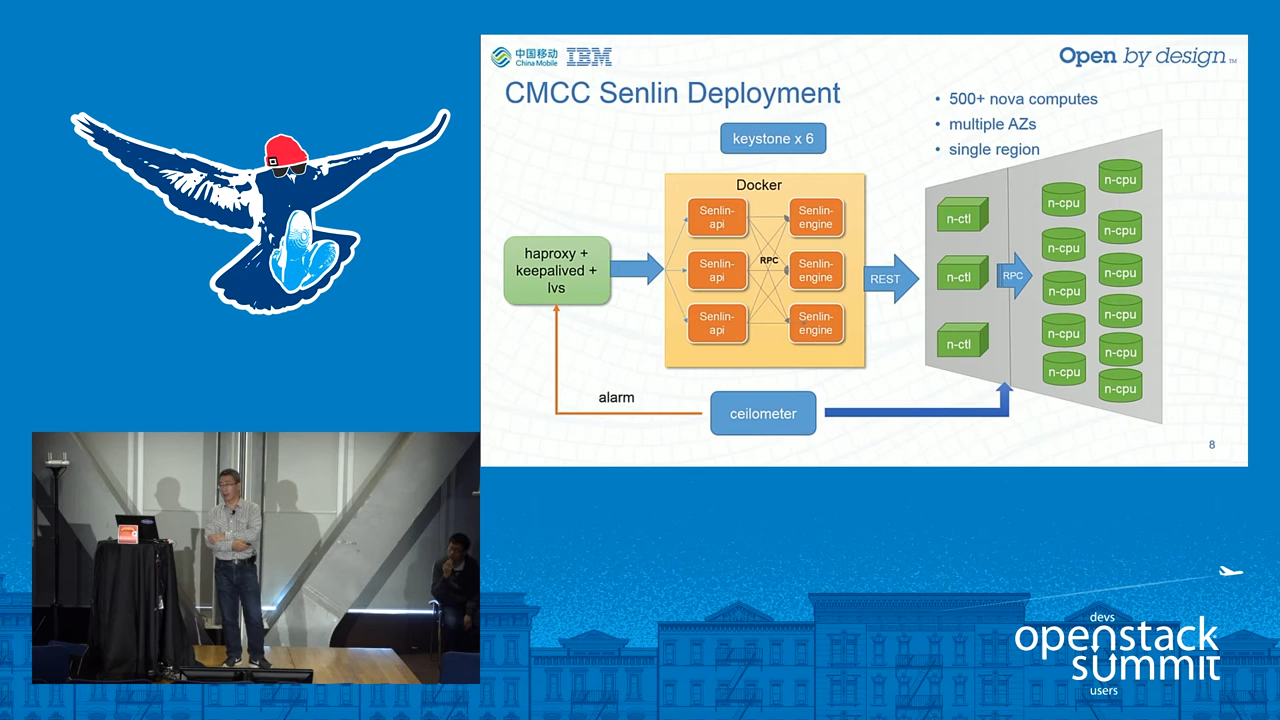 中国移动
China Mobile
IBM
Open by design™
CMCC Senlin Deployment
• 500+ nova computes
• multiple AZs
• single region
keystone x 6
Docker
Senlin-
api
Senlin-
engine
Senlin-
api
RPC
Senlin-
engine
Senlin-
api
Senlin-
engine
haproxy +
keepalived +
lvs
REST
n-ctl
n-ctl
n-ctl
RPC
n-cpu
n-cpu
n-cpu
n-cpu
n-cpu
n-cpu
n-cpu
n-cpu
n-cpu
n-cpu
n-cpu
alarm
ceilometer
8
devs
openstack
summit
users